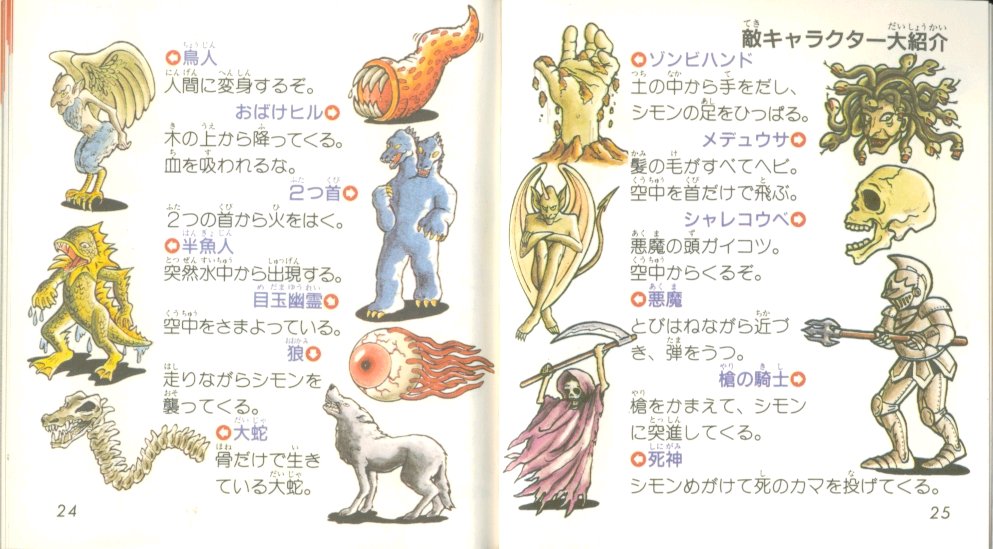 鳥人
人間に変身するぞ。
おばけヒル
木の上から降ってくる。
血を吸われるな。
2つ首
2つの首から火をはく。
半魚人
突然水中から出現する。
目玉幽霊
空中をさまよっている。
狼
走りながらシモンを
襲ってくる。
大蛇
骨だけで生き
ている大蛇。
24
敵キャラクター大紹介
ゾンビハンド
土の中から手をだし、
シモンの足をひっぱる。
メデュウサ
髪の毛がすべてヘビ。
空中を首だけで飛ぶ。
シャレコウベ
悪魔の頭ガイコツ。
空中からくるぞ。
悪魔
とびはねながら近づ
き、弾をうつ。
槍の騎士
槍をかまえて、シモン
に突進してくる。
死神
シモンめがけて死のカマを投げてくる。
25